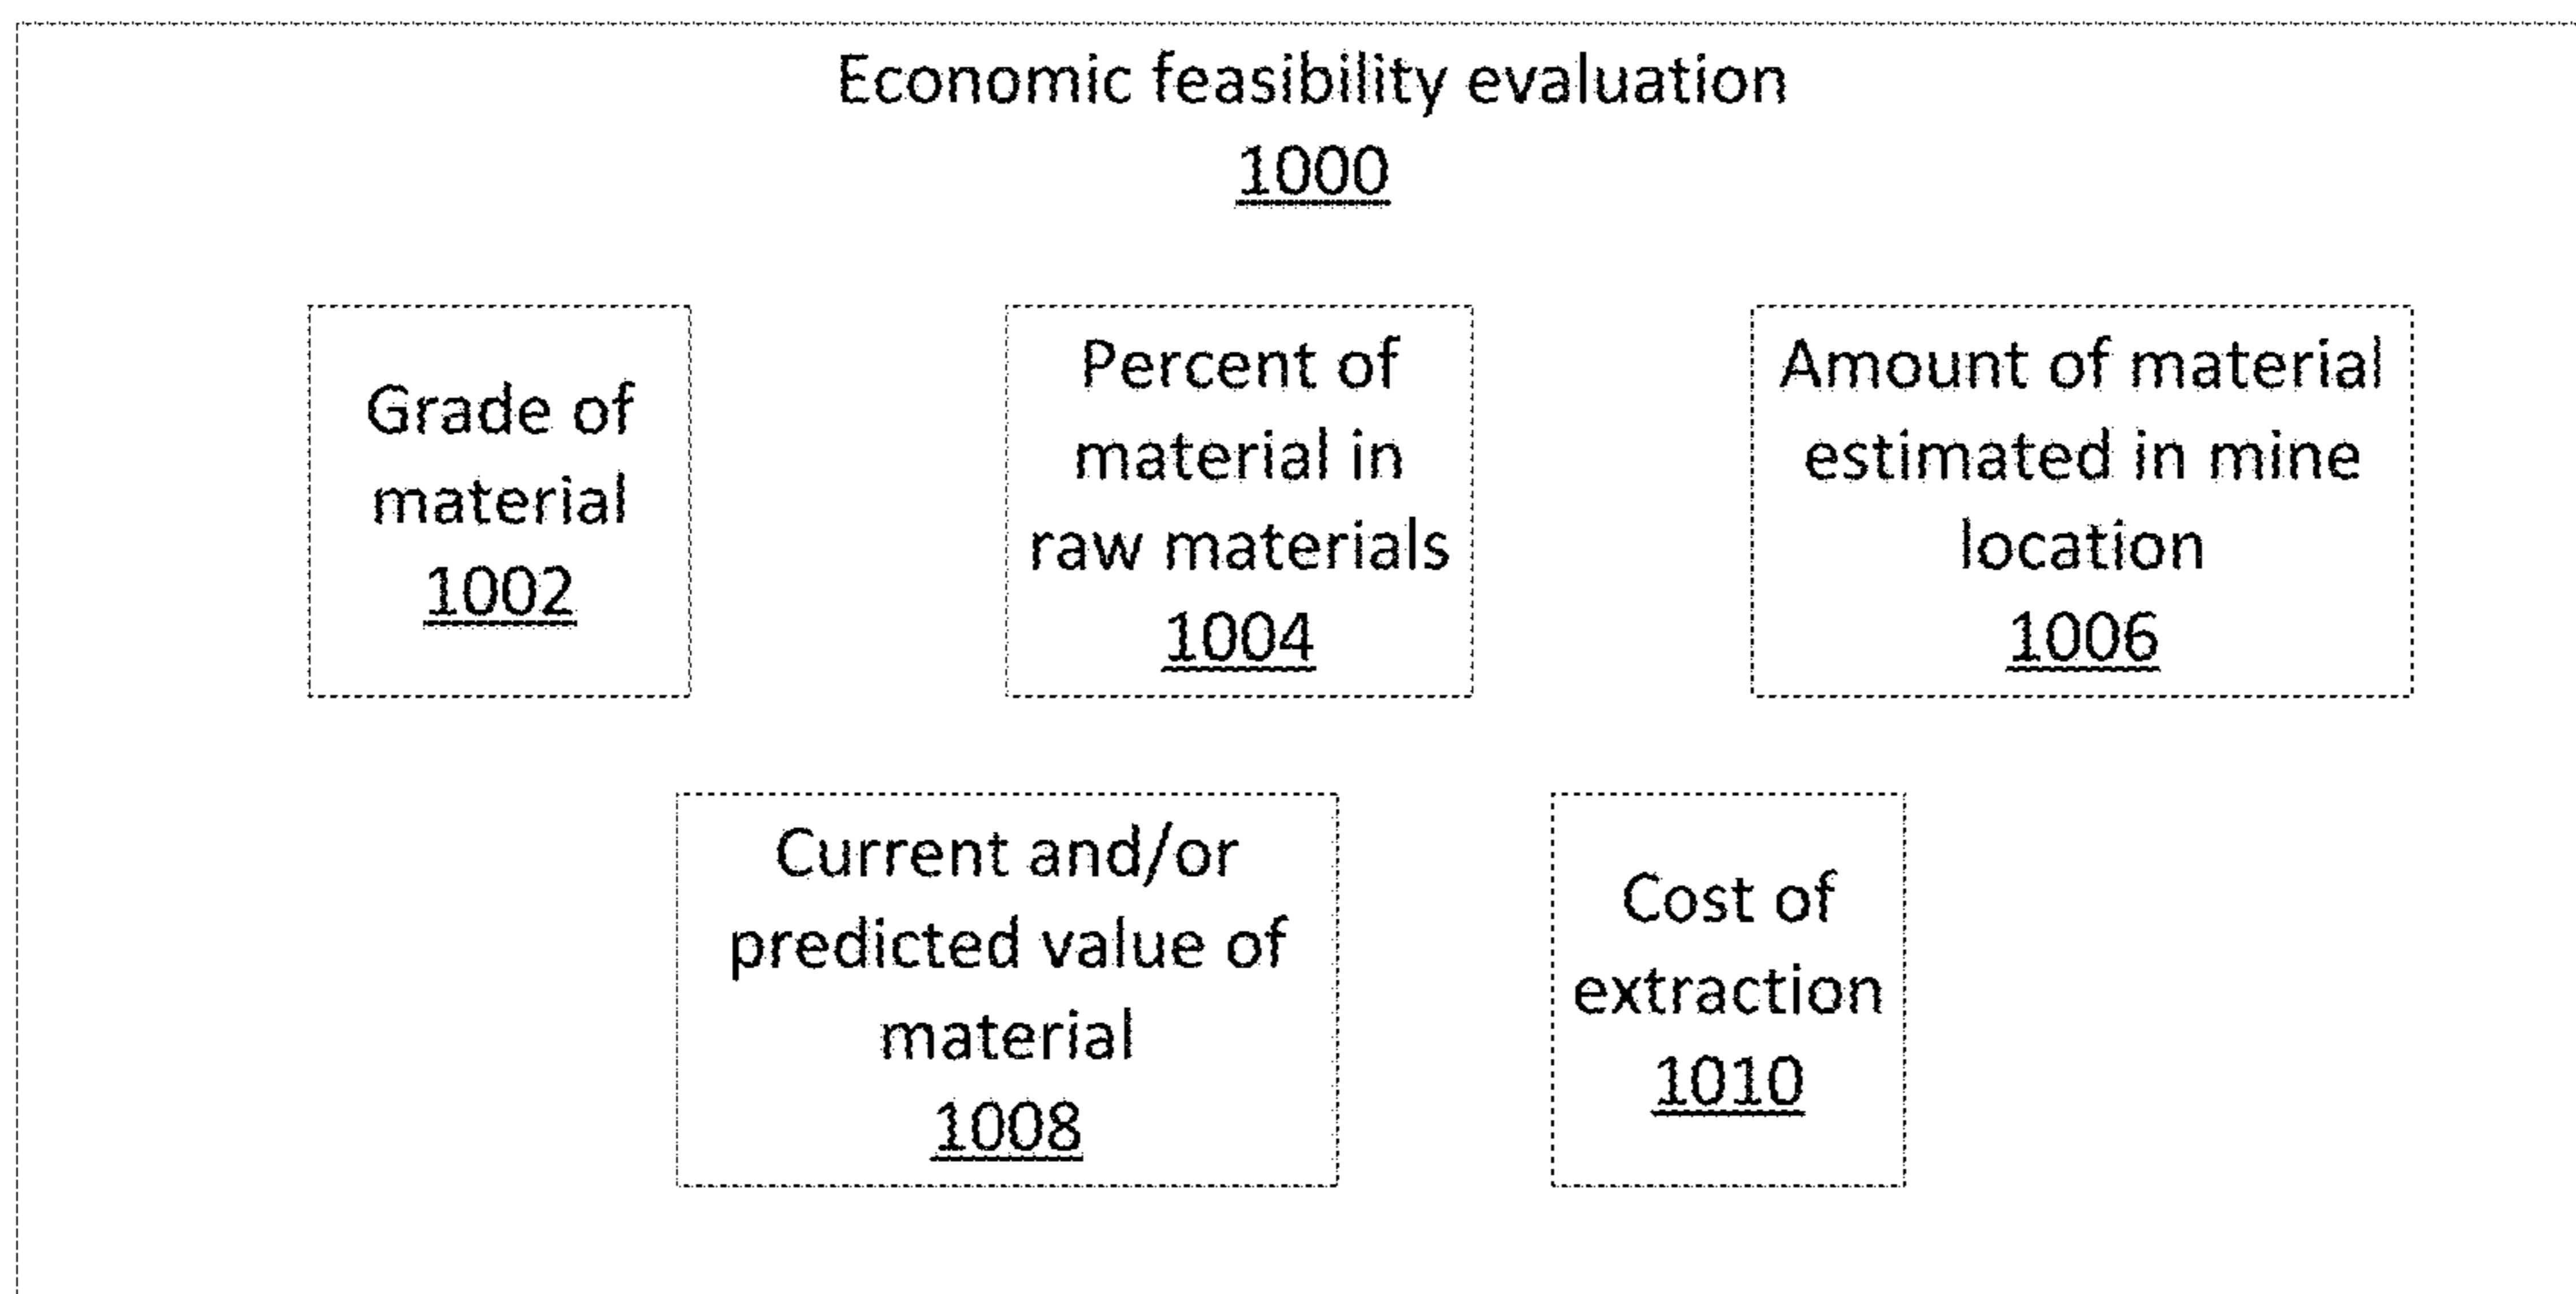 Economic feasibility evaluation
1000
Grade of
material
1002
Percent of
material in
raw materials
1004
Amount of material
estimated in mine
location
1006
Current and/or
predicted value of
material
1008
Cost of
extraction
1010